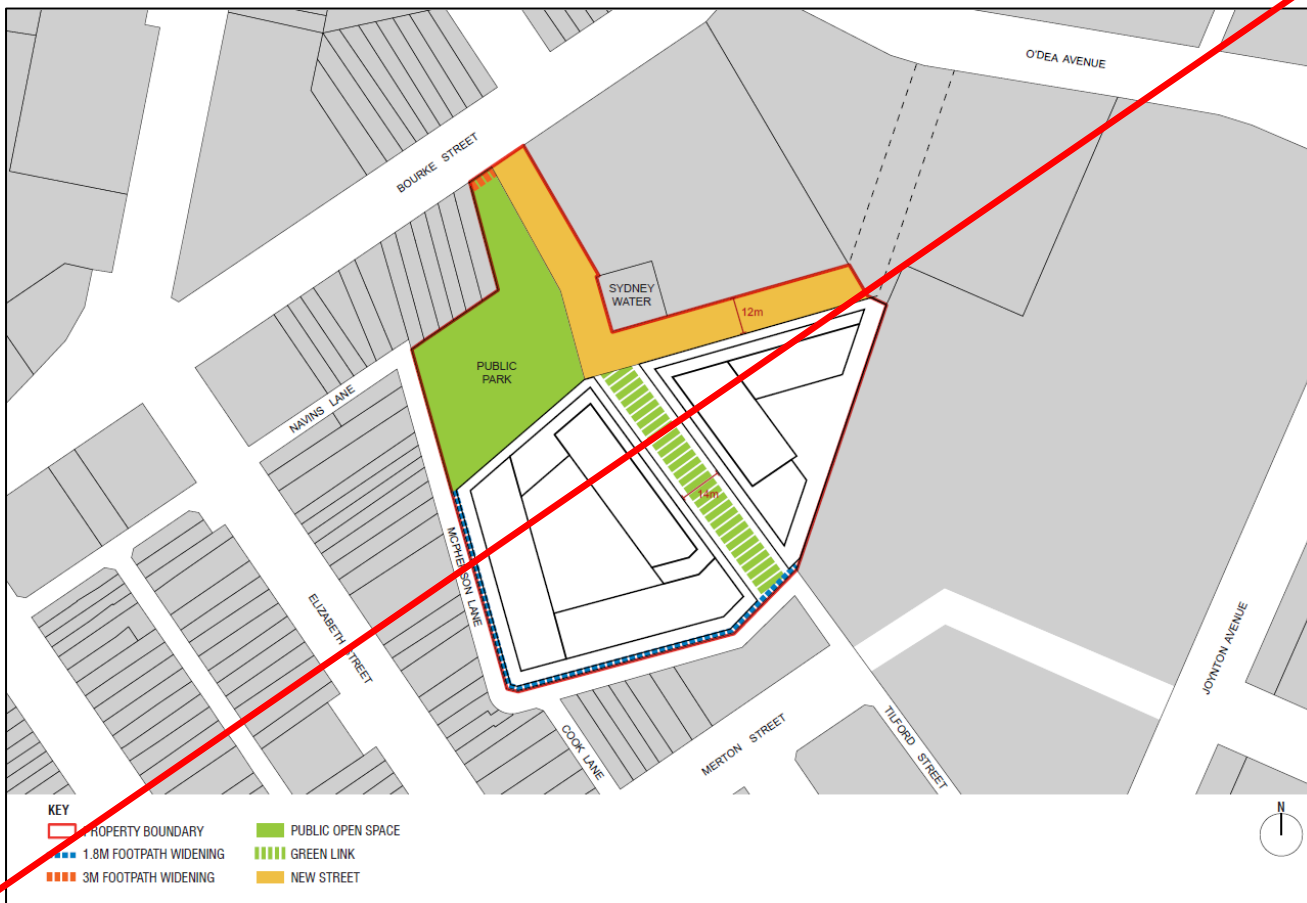 O'DEA AVENUE
BOURKE STREET
SYDNEY
WATER
12m
PUBLIC
PARK
NAVINS LANE
14m
MCPHERSON LANE
ELIZABETH STREET
JOYNTON AVENUE
COOK LANE
MERTON STREET
TILFORD STREET
KEY
PROPERTY BOUNDARY
PUBLIC OPEN SPACE
1.8M FOOTPATH WIDENING
GREEN LINK
3M FOOTPATH WIDENING
NEW STREET
N